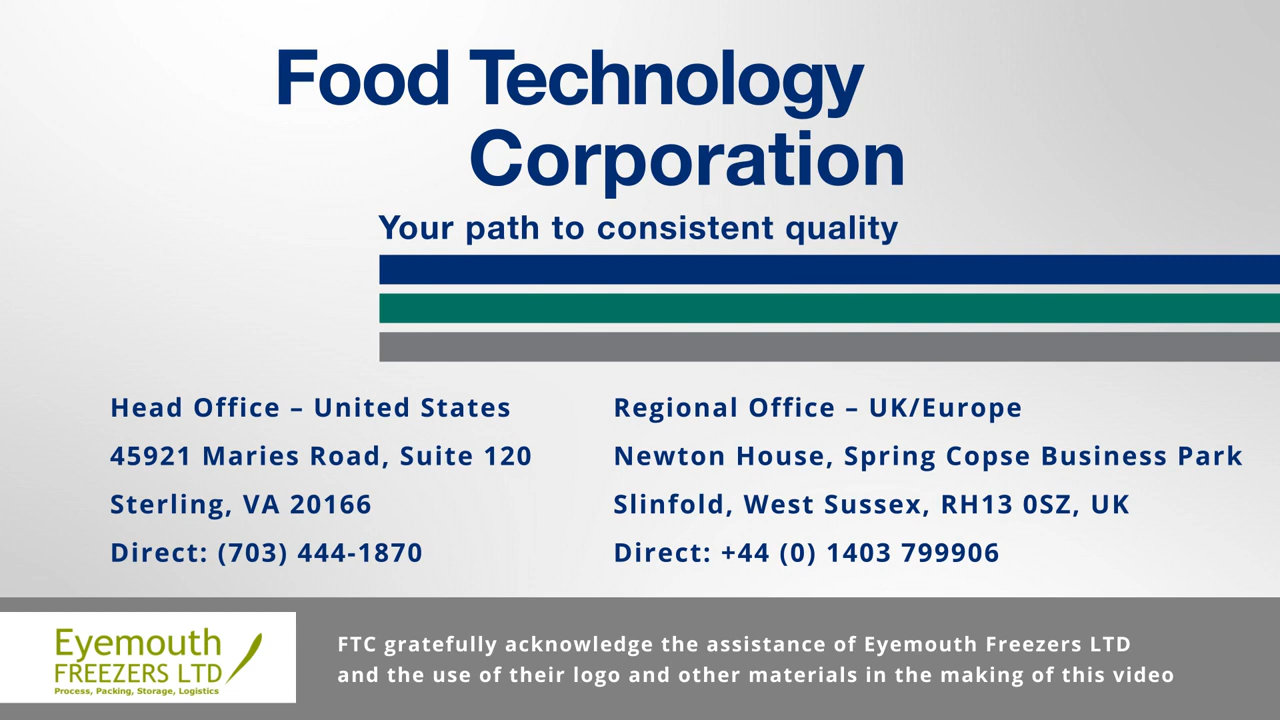 Food Technology
Corporation
Your path to consistent quality
Head Office – United States
45921 Maries Road, Suite 120
Sterling, VA 20166
Direct: (703) 444-1870
Regional Office – UK/Europe
Newton House, Spring Copse Business Park
Slinfold, West Sussex, RH13 0SZ, UK
Direct: +44 (0) 1403 799906
Eyemouth
FREEZERS LTD
Process, Packing, Storage, Logistics
FTC gratefully acknowledge the assistance of Eyemouth Freezers LTD
and the use of their logo and other materials in the making of this video